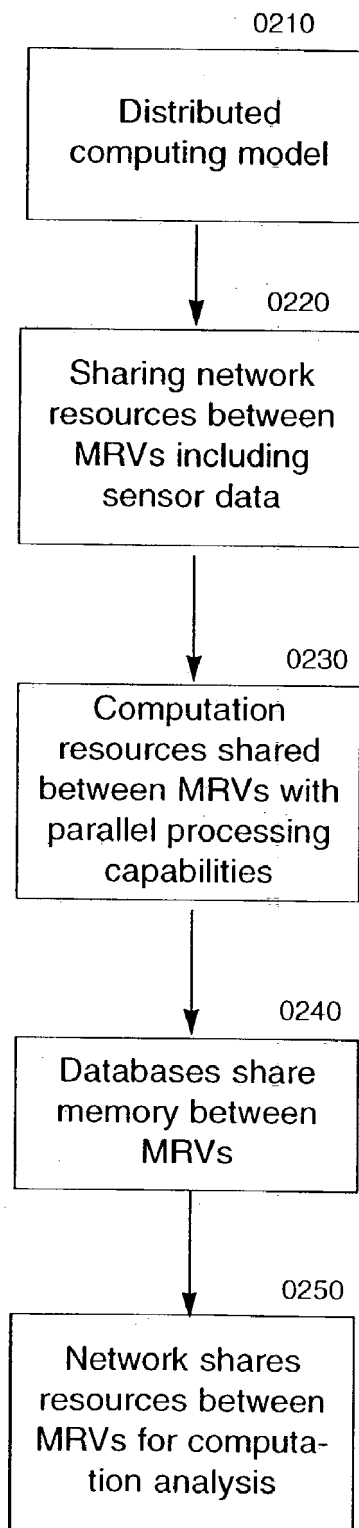 0210
Distributed
computing model
0220
Sharing network
resources between
MRVs including
sensor data
0230
Computation
resources shared
between MRVs with
parallel processing
capabilities
0240
Databases share
memory between
MRVs
0250
Network shares
resources between
MRVs for computa-
tion analysis